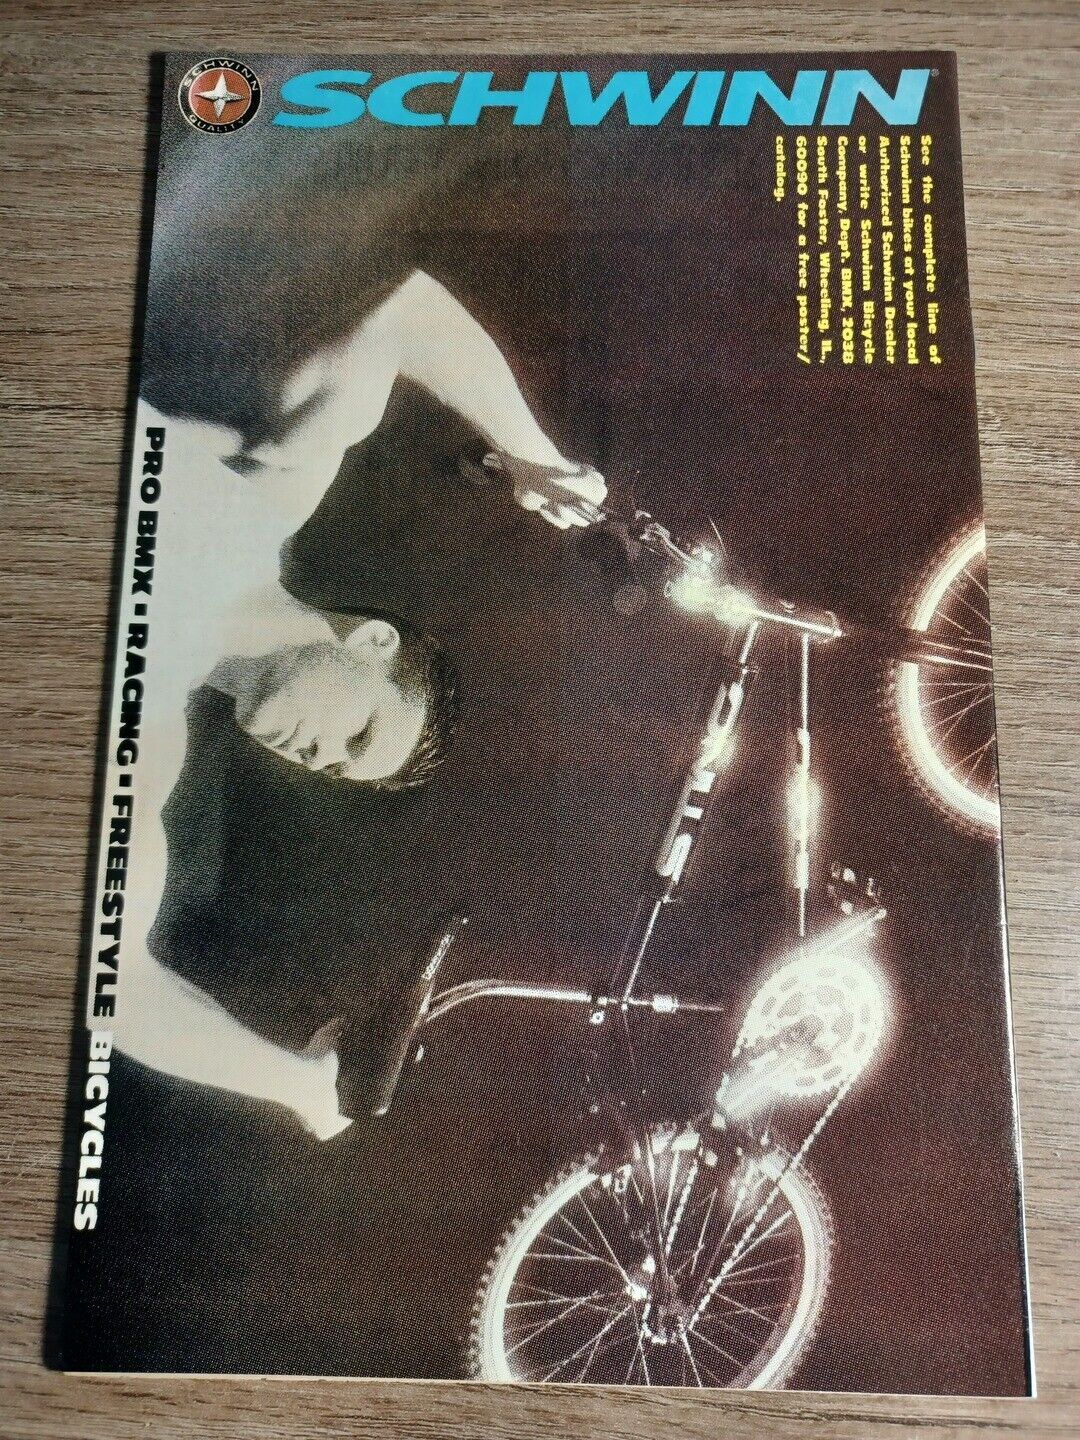 SCHWINN
QUALITY
SCHWINN®
See the complete line of
Schwinn bikes at your local
Authorized Schwinn Dealer
or write Schwinn Bicycle
Company, Dept. BMX, 2038
South Foster, Wheeling, IL,
60090 for a free poster/
catalog.
STING
PRO BMX • RACING • FREESTYLE BICYCLES